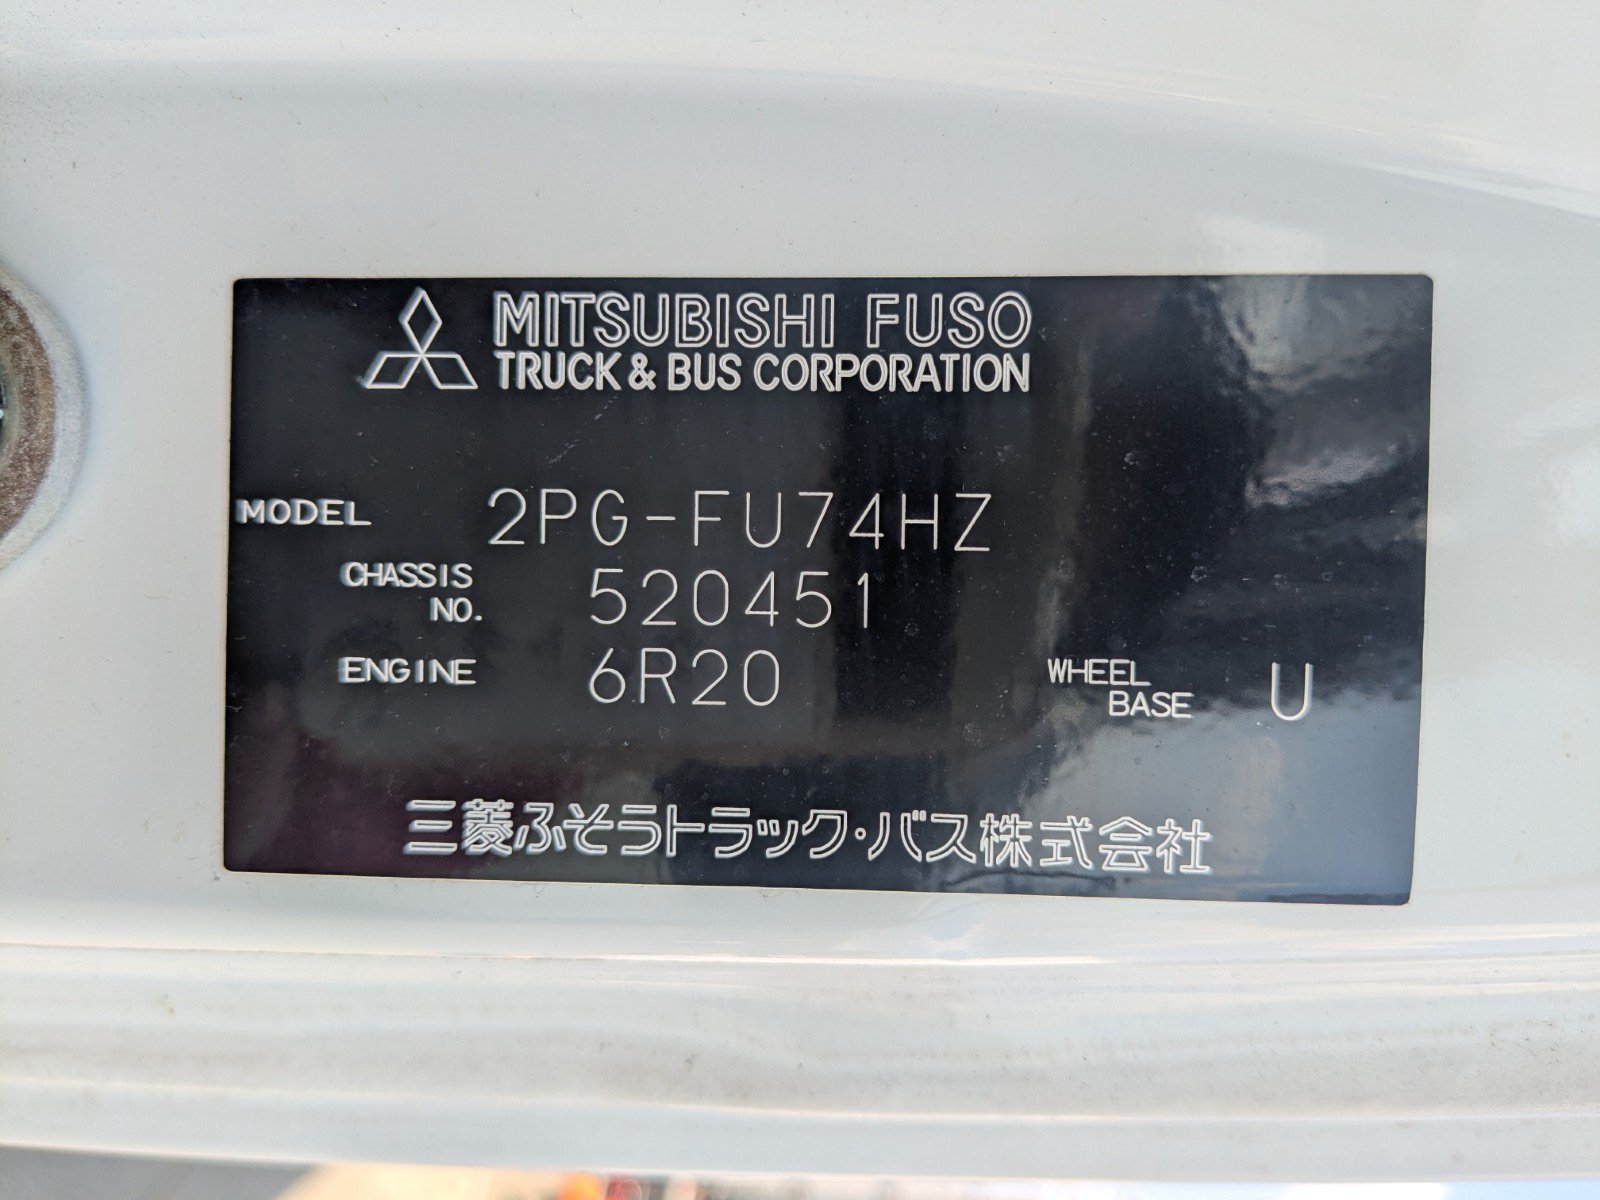 MITSUBISHI FUSO
TRUCK & BUS CORPORATION
MODEL 2PG-FU74HZ
CHASSIS NO. 520451
ENGINE 6R20 WHEEL BASE U
三菱ふそうトラック・バス株式会社